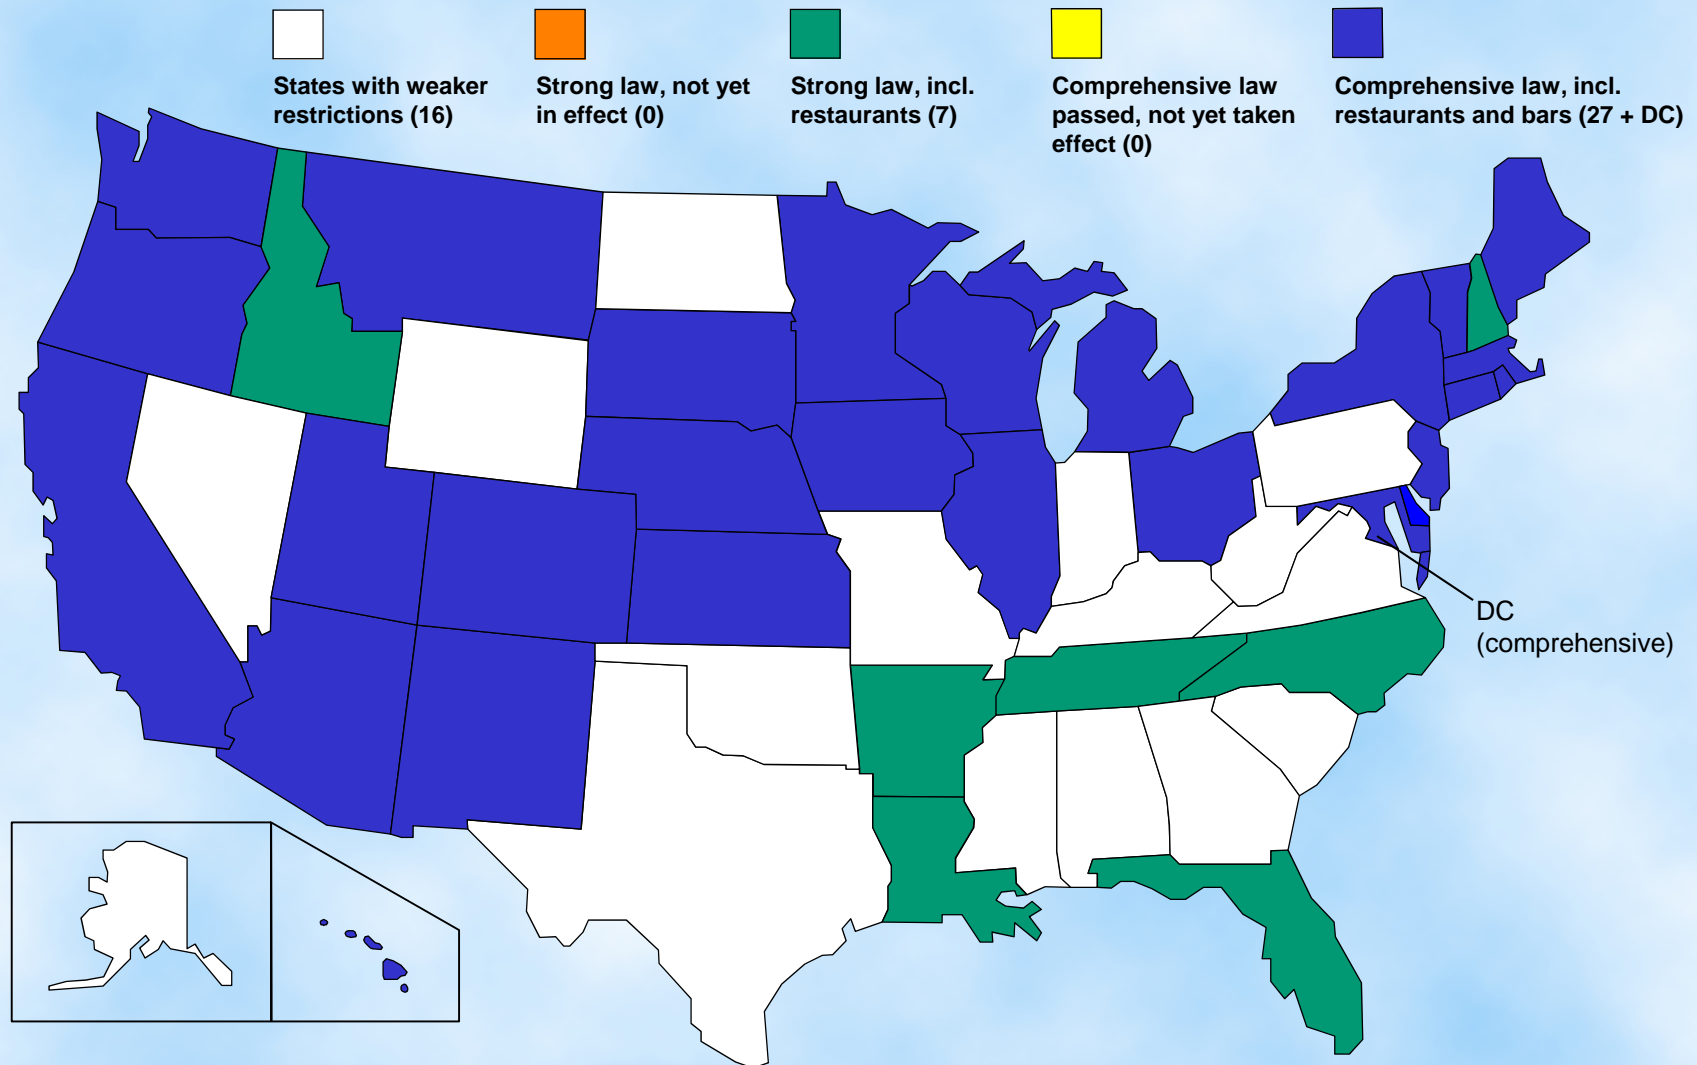 States with weaker
restrictions (16)
Strong law, not yet
in effect (0)
Strong law, incl.
restaurants (7)
Comprehensive law
passed, not yet taken
effect (0)
Comprehensive law, incl.
restaurants and bars (27 + DC)
DC
(comprehensive)